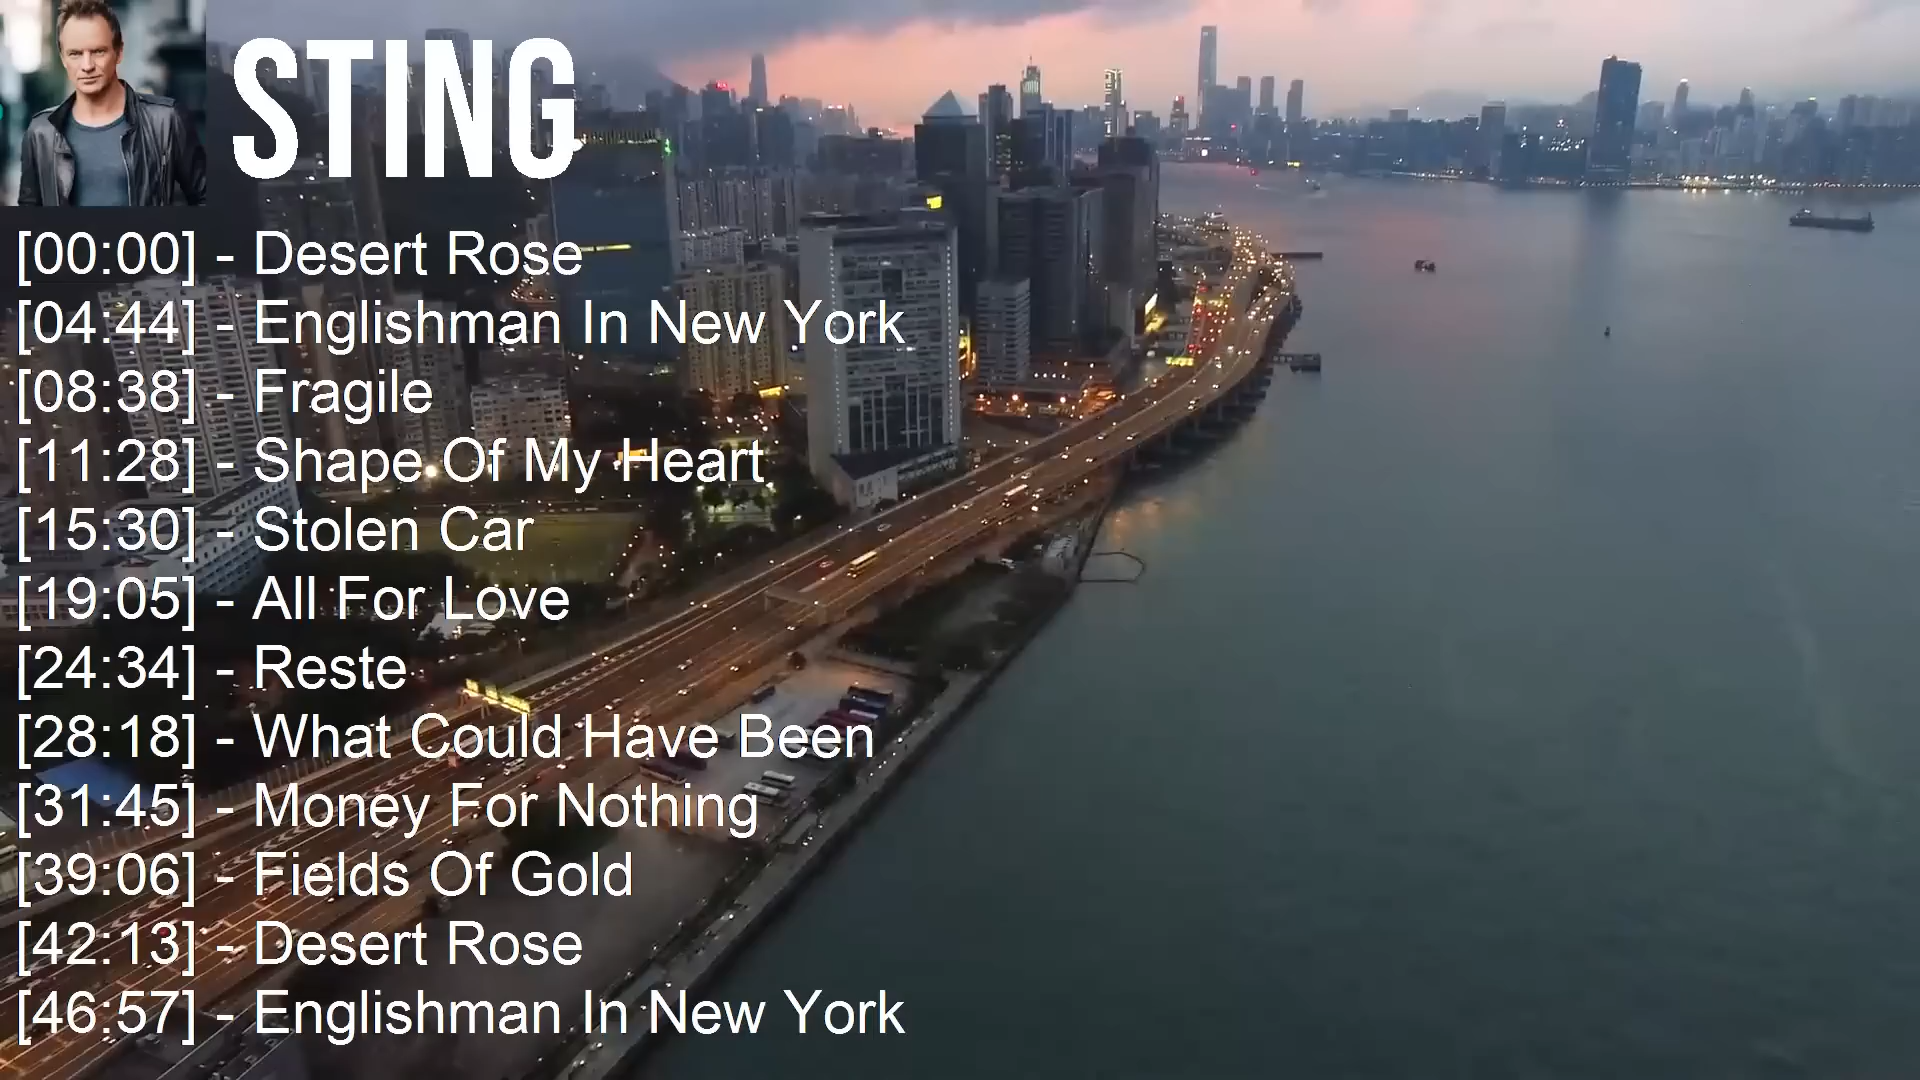 STING
[00:00] - Desert Rose
[04:44] - Englishman In New York
[08:38] - Fragile
[11:28] - Shape Of My Heart
[15:30] - Stolen Car
[19:05] - All For Love
[24:34] - Reste
[28:18] - What Could Have Been
[31:45] - Money For Nothing
[39:06] - Fields Of Gold
[42:13] - Desert Rose
[46:57] - Englishman In New York